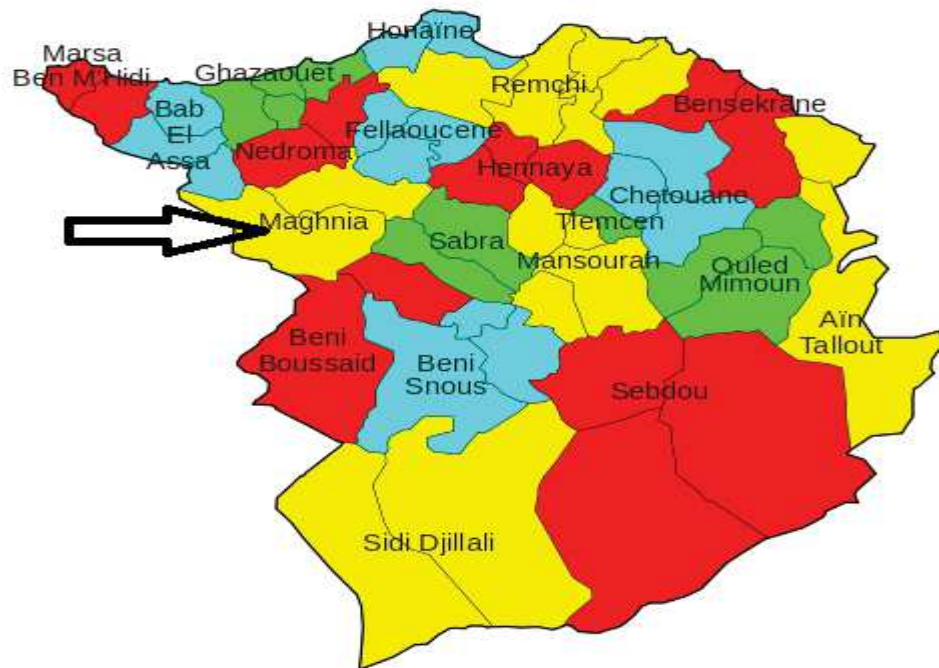 Honaïne
Marsa
Ben M'Hidi
Ghazaouet
Remchi
Bab
El
Assa
Bensekrane
Fellaoucene
Nedroma
Hennaya
Chetouane
Maghnia
Tlemcen
Sabra
Mansourah
Ouled
Mimoun
Aïn
Tallout
Beni
Boussaid
Beni
Snous
Sebdou
Sidi Djillali